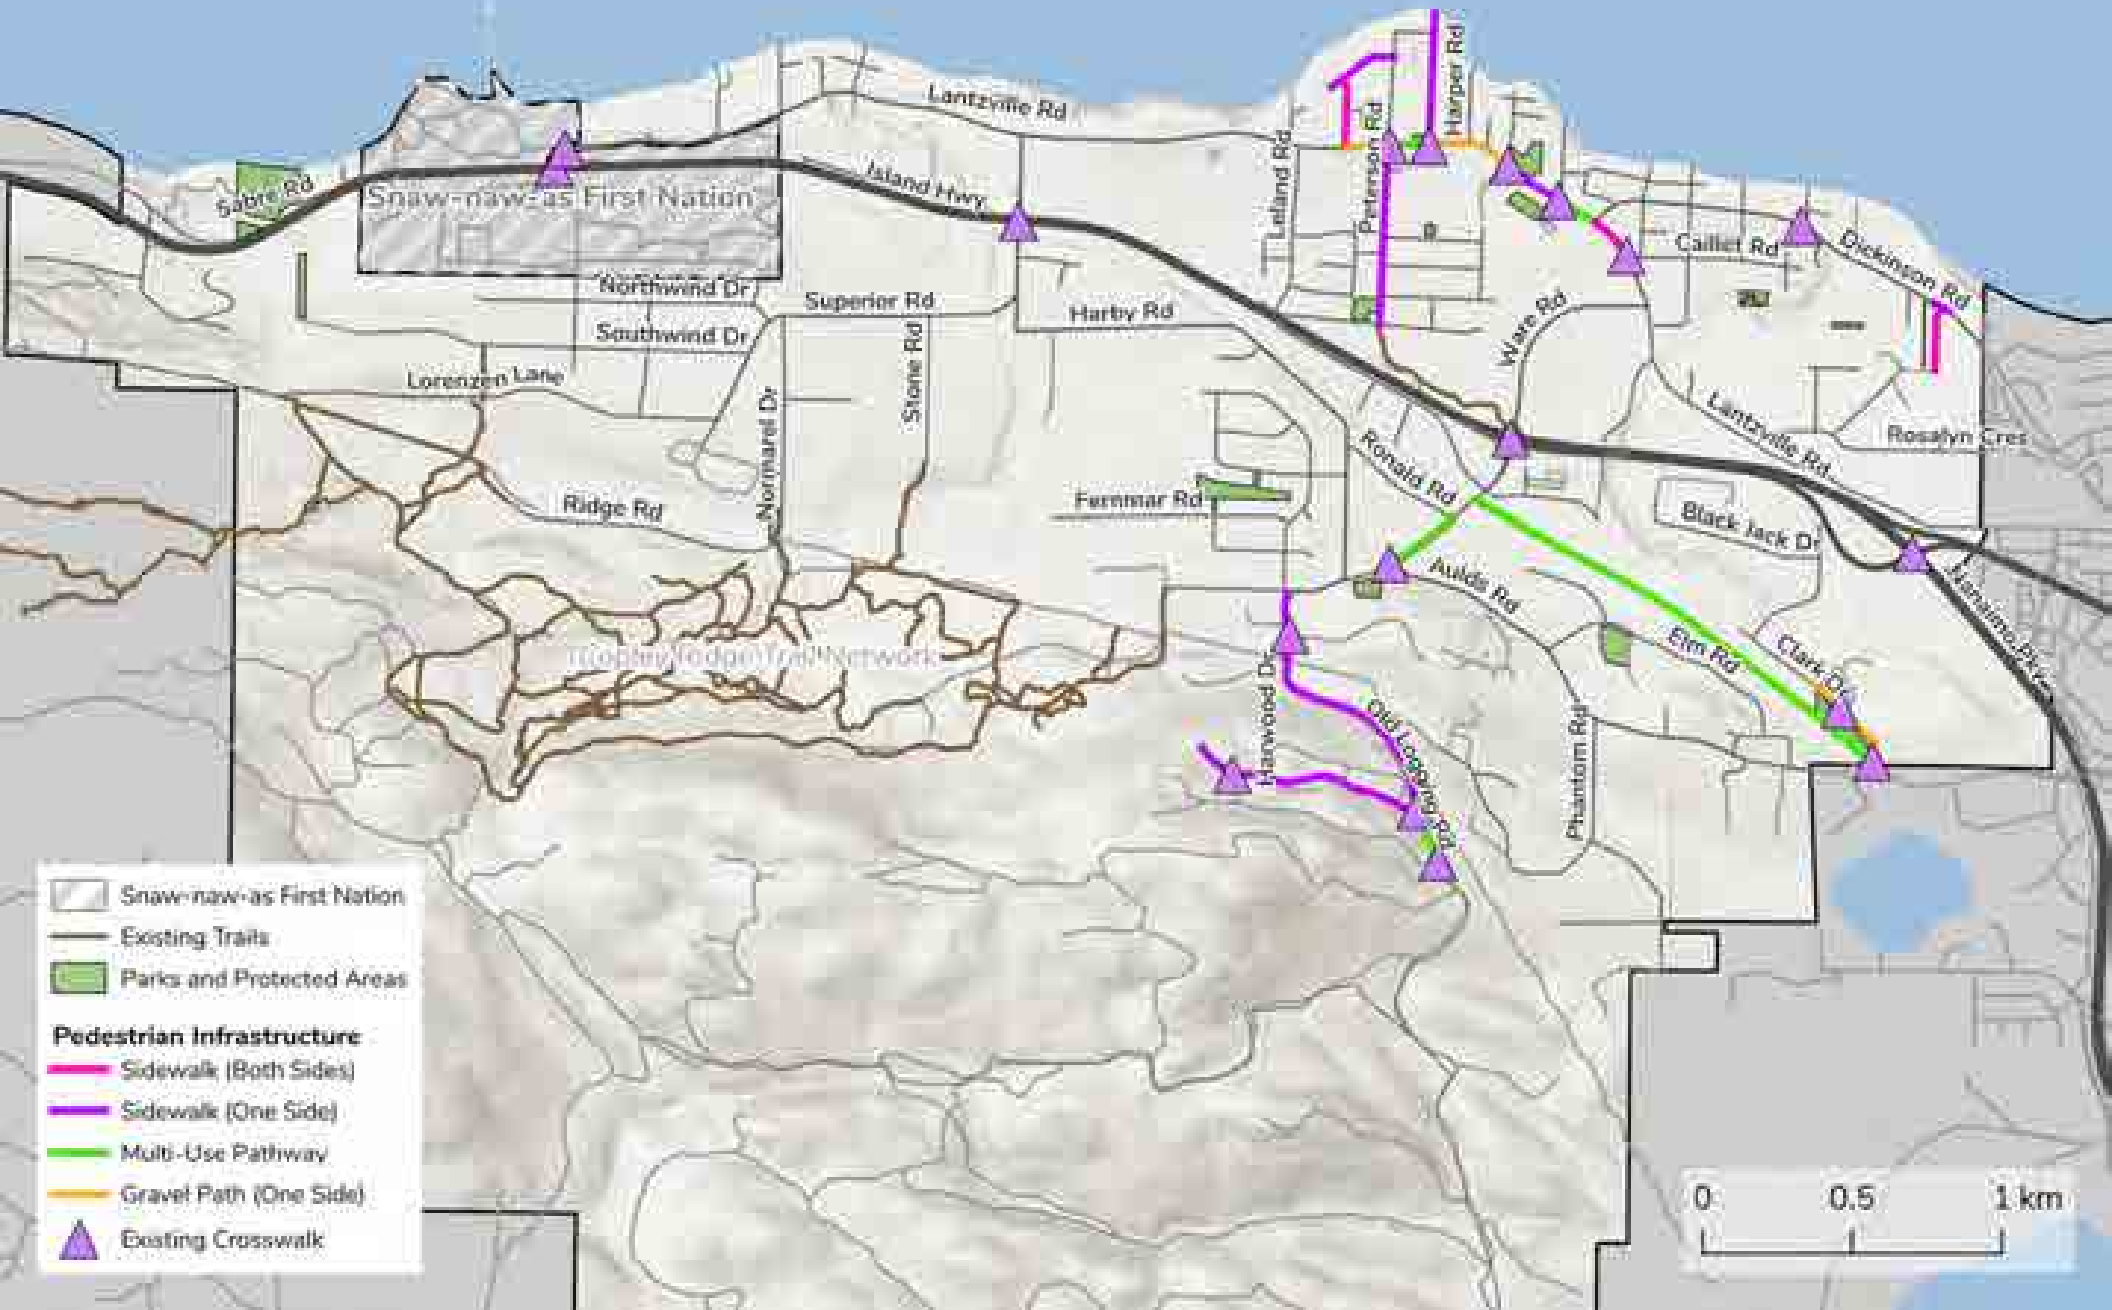 Harper Rd
Lantzville Rd
Peterson Rd
Leland Rd
Sabre Rd
Snaw-naw-as First Nation
Island Hwy
Caillet Rd
Dickinson Rd
Northwind Dr
Superior Rd
Harby Rd
Ware Rd
Southwind Dr
Stone Rd
Lorenzen Lane
Normarel Dr
Lantzville Rd
Rosalyn Cres
Ronald Rd
Fernmar Rd
Ridge Rd
Black Jack Dr
Aulds Rd
Nanaimo Pkwy
Elm Rd
Clark Dr
Copley Ridge Trail Network
Harwood Dr
Old Logging Rd
Phantom Rd
Snaw-naw-as First Nation
Existing Trails
Parks and Protected Areas
Pedestrian Infrastructure
Sidewalk (Both Sides)
Sidewalk (One Side)
Multi-Use Pathway
Gravel Path (One Side)
Existing Crosswalk
0 0.5 1 km